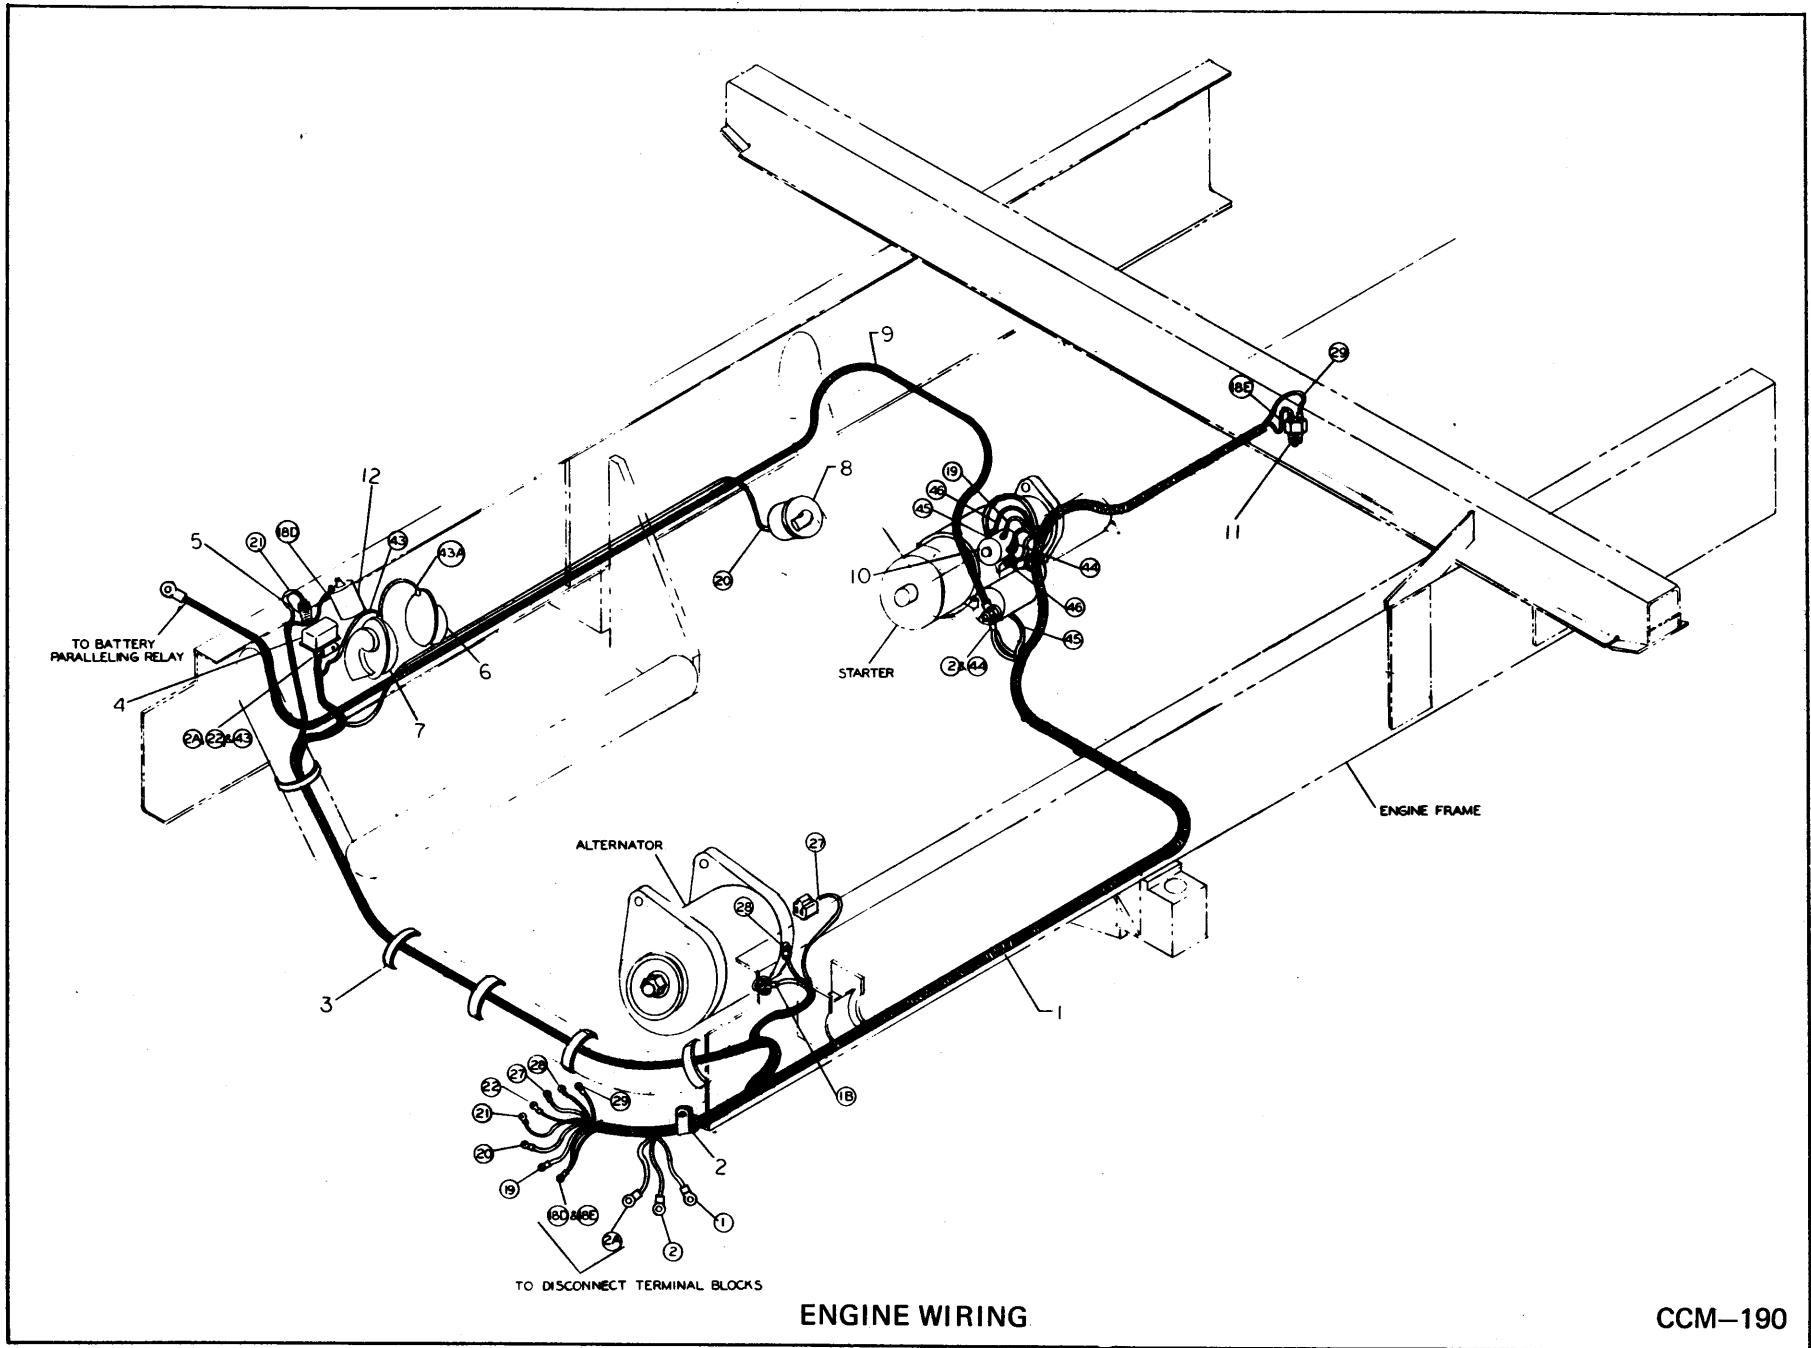 9
29
18E
12
8
19
46
45
11
5
21
18D
43
43A
20
10
44
46
45
TO BATTERY
PARALLELING RELAY
6
STARTER
2&44
4
7
2A, 22&43
ENGINE FRAME
ALTERNATOR
27
28
3
1
1B
28
27
22
29
21
20
2
19
18D&18E
2A
2
1
TO DISCONNECT TERMINAL BLOCKS
ENGINE WIRING
CCM-190